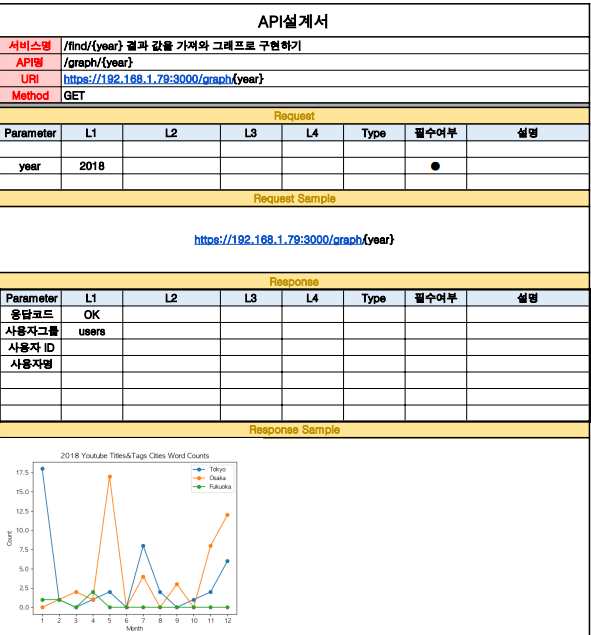 API설계서
서비스명 /find/{year} 결과 값을 가져와 그래프로 구현하기
API명 /graph/{year}
URI https://192.168.1.79:3000/graph/{year}
Method GET
Request
Parameter L1 L2 L3 L4 Type 필수여부 설명
year 2018 ●
Request Sample
https://192.168.1.79:3000/graph/{year}
Response
Parameter L1 L2 L3 L4 Type 필수여부 설명
응답코드 OK
사용자그룹 users
사용자 ID
사용자명
Response Sample
2018 Youtube Titles&Tags Cities Word Counts
Tokyo
Osaka
Fukuoka
17.5
15.0
12.5
10.0
7.5
5.0
2.5
0.0
Count
1 2 3 4 5 6 7 8 9 10 11 12
Month